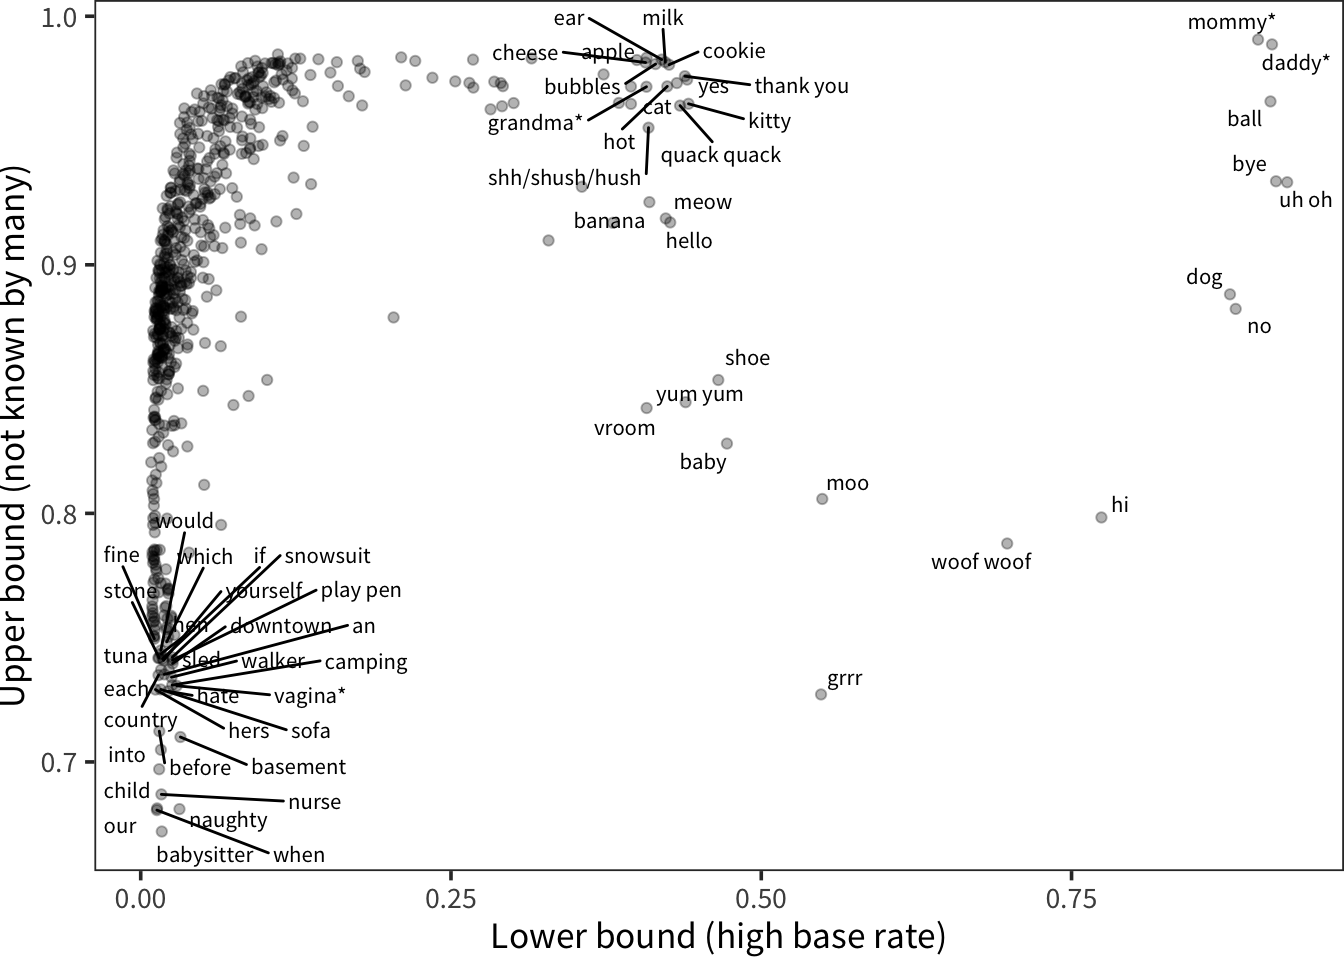 1.0
0.9
0.8
0.7
Upper bound (not known by many)
0.00
0.25
0.50
0.75
Lower bound (high base rate)
ear
milk
mommy*
cheese
apple
cookie
daddy*
bubbles
yes
thank you
cat
grandma*
kitty
ball
hot
quack quack
bye
shh/shush/hush
uh oh
meow
banana
hello
dog
no
shoe
yum yum
vroom
baby
moo
hi
woof woof
grrr
would
fine
which
if
snowsuit
stone
yourself
play pen
hen
downtown
an
tuna
sled
walker
camping
each
hate
vagina*
country
hers
sofa
into
before
basement
child
nurse
our
naughty
babysitter
when